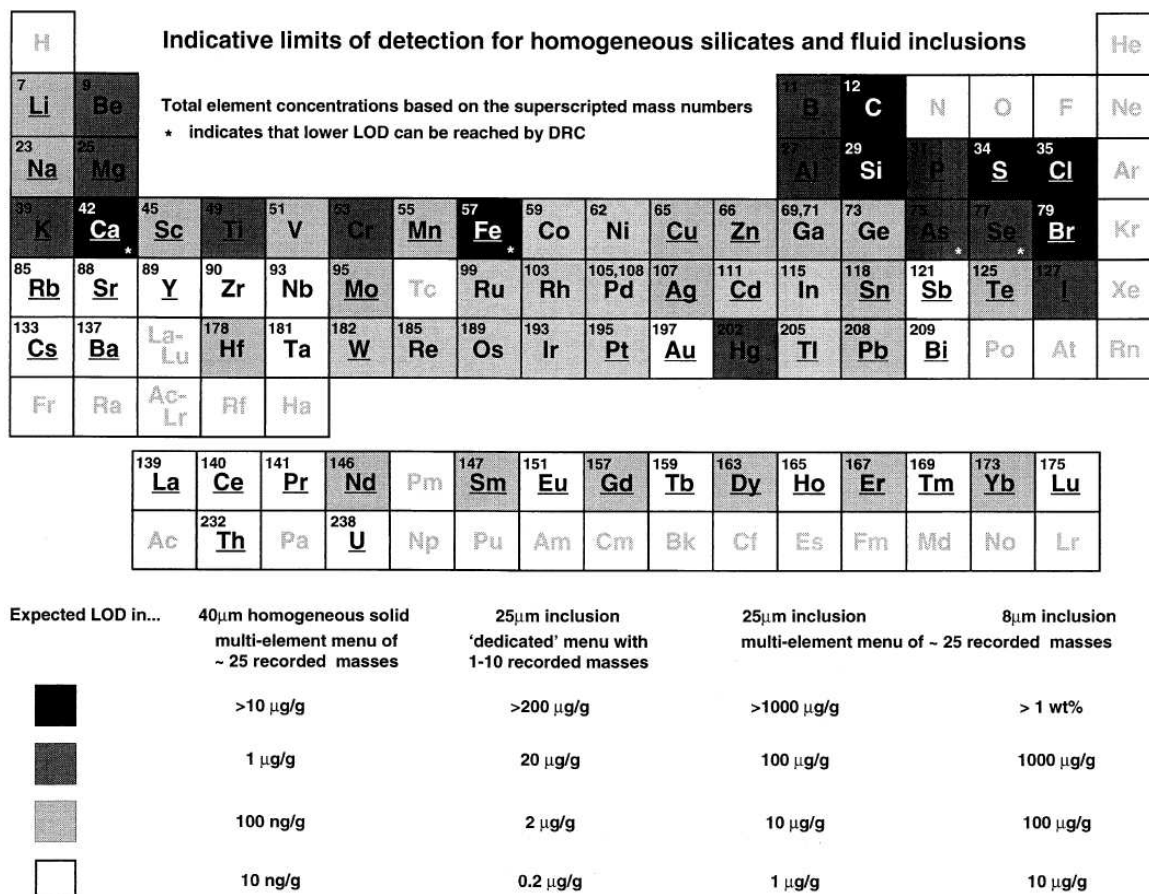 H Indicative limits of detection for homogeneous silicates and fluid inclusions He
7 9 11 12
Li Be B C N O F Ne
Total element concentrations based on the superscripted mass numbers
* indicates that lower LOD can be reached by DRC
23 25 27 29 31 34 35
Na Mg Al Si P S Cl Ar
39 42 45 49 51 53 55 57 59 62 65 66 69,71 73 75 77 79
K Ca Sc Ti V Cr Mn Fe Co Ni Cu Zn Ga Ge As Se Br Kr
* * * *
85 88 89 90 93 95 99 103 105,108 107 111 115 118 121 125 127
Rb Sr Y Zr Nb Mo Tc Ru Rh Pd Ag Cd In Sn Sb Te I Xe
133 137 178 181 182 185 189 193 195 197 202 205 208 209
Cs Ba La-Lu Hf Ta W Re Os Ir Pt Au Hg Tl Pb Bi Po At Rn
Fr Ra Ac-Lr Rf Ha
139 140 141 146 147 151 157 159 163 165 167 169 173 175
La Ce Pr Nd Pm Sm Eu Gd Tb Dy Ho Er Tm Yb Lu
232 238
Ac Th Pa U Np Pu Am Cm Bk Cf Es Fm Md No Lr
Expected LOD in... 40µm homogeneous solid 25µm inclusion 25µm inclusion 8µm inclusion
multi-element menu of 'dedicated' menu with multi-element menu of ~ 25 recorded masses
~ 25 recorded masses 1-10 recorded masses
>10 µg/g >200 µg/g >1000 µg/g > 1 wt%
1 µg/g 20 µg/g 100 µg/g 1000 µg/g
100 ng/g 2 µg/g 10 µg/g 100 µg/g
10 ng/g 0.2 µg/g 1 µg/g 10 µg/g